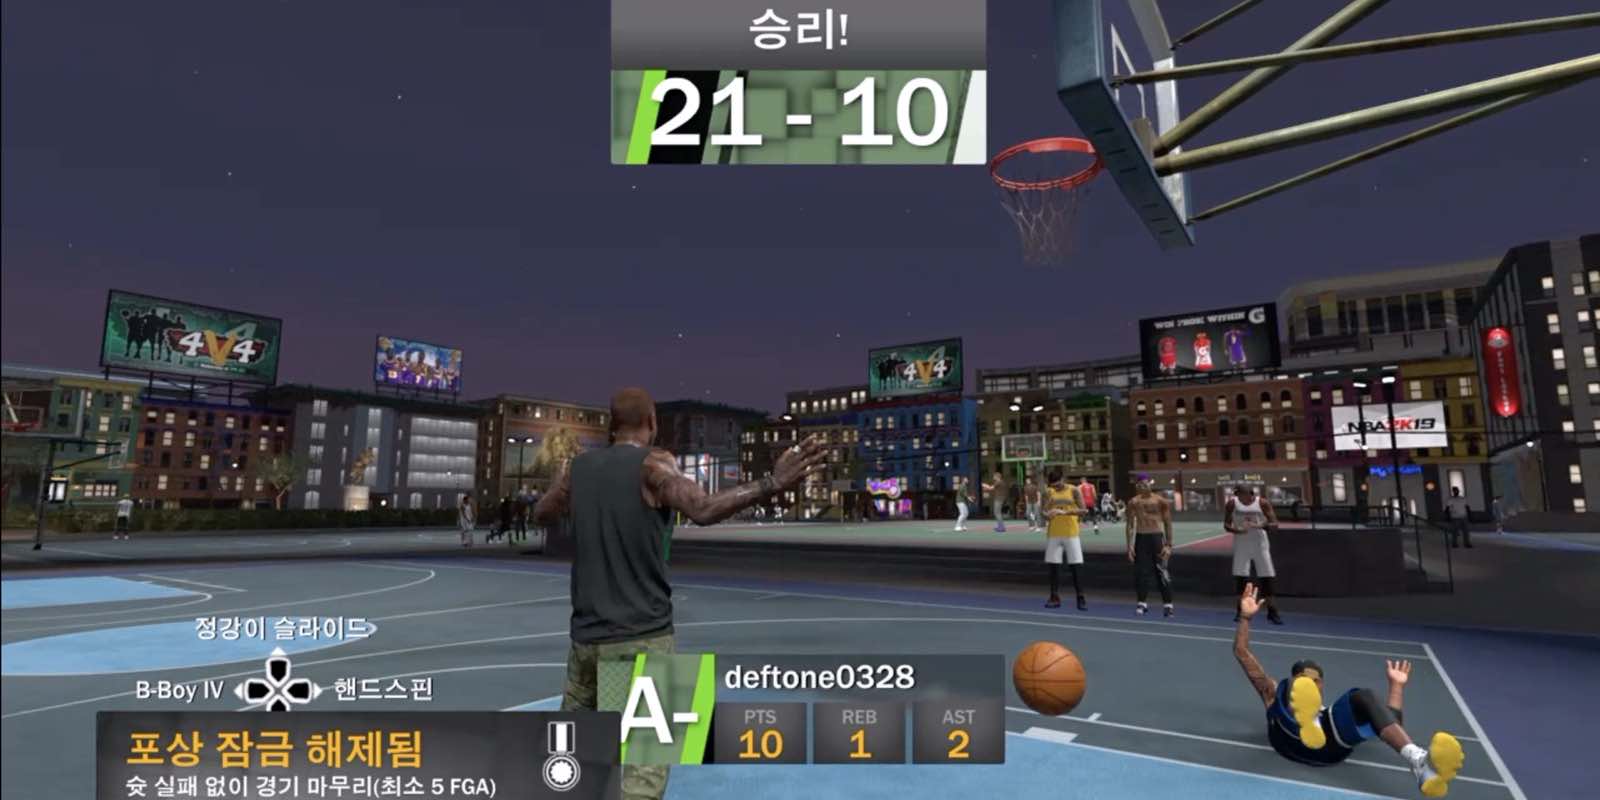 승리!
21 - 10
4V4
4V4
WIN FROM WITHIN G
NBA2K19
정강이 슬라이드
B-Boy IV
핸드스핀
포상 잠금 해제됨
슛 실패 없이 경기 마무리(최소 5 FGA)
A-
deftone0328
PTS
REB
AST
10
1
2